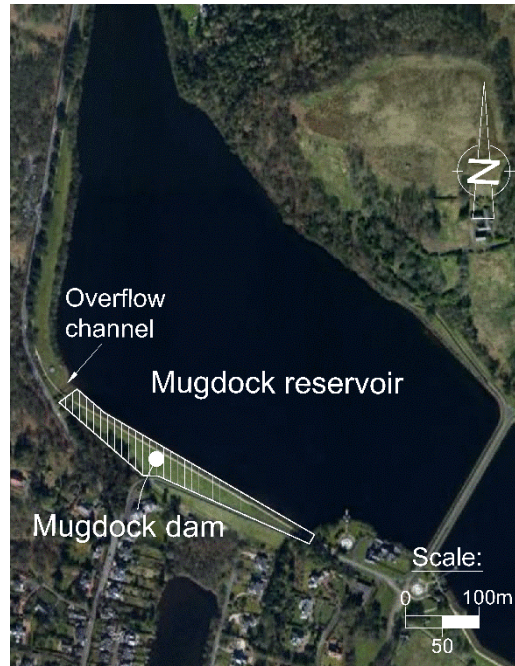 N
Overflow
channel
Mugdock reservoir
Mugdock dam
Scale:
0 100m
50